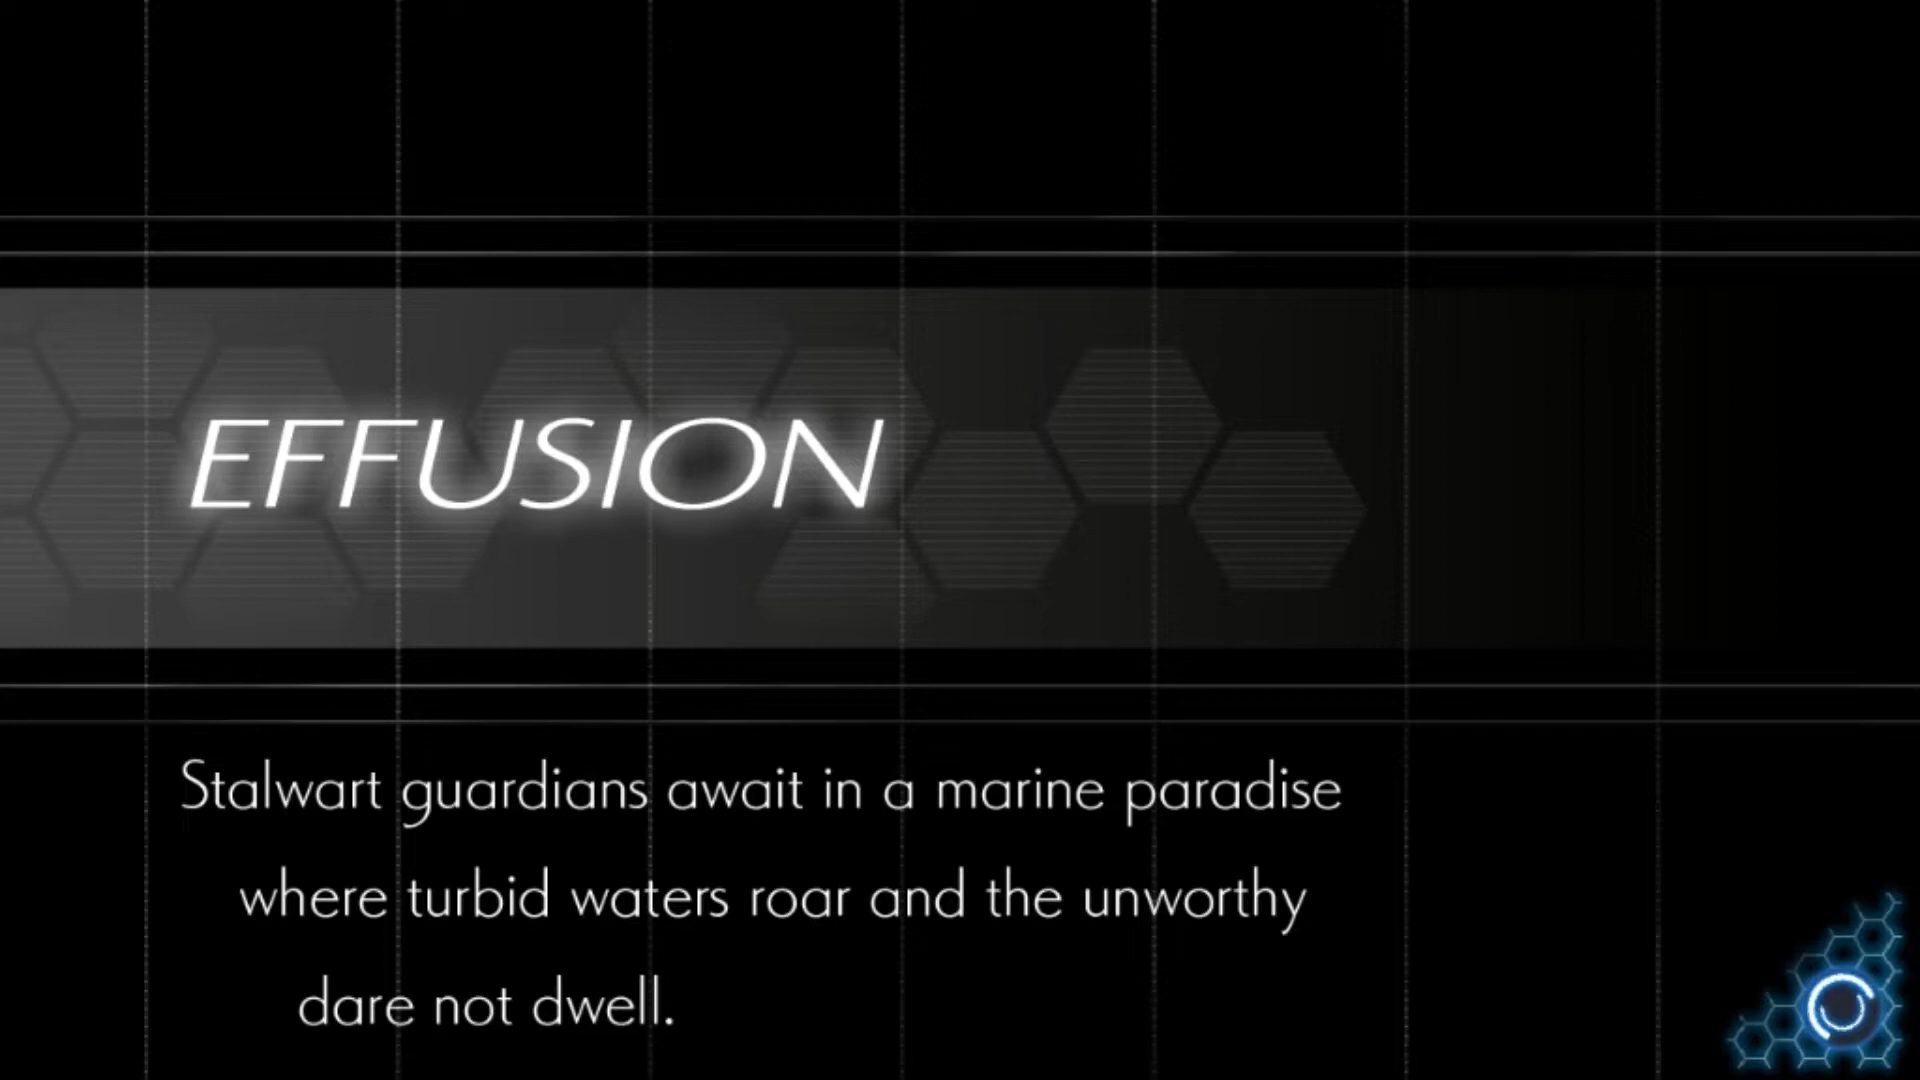 EFFUSION
Stalwart guardians await in a marine paradise
where turbid waters roar and the unworthy
dare not dwell.